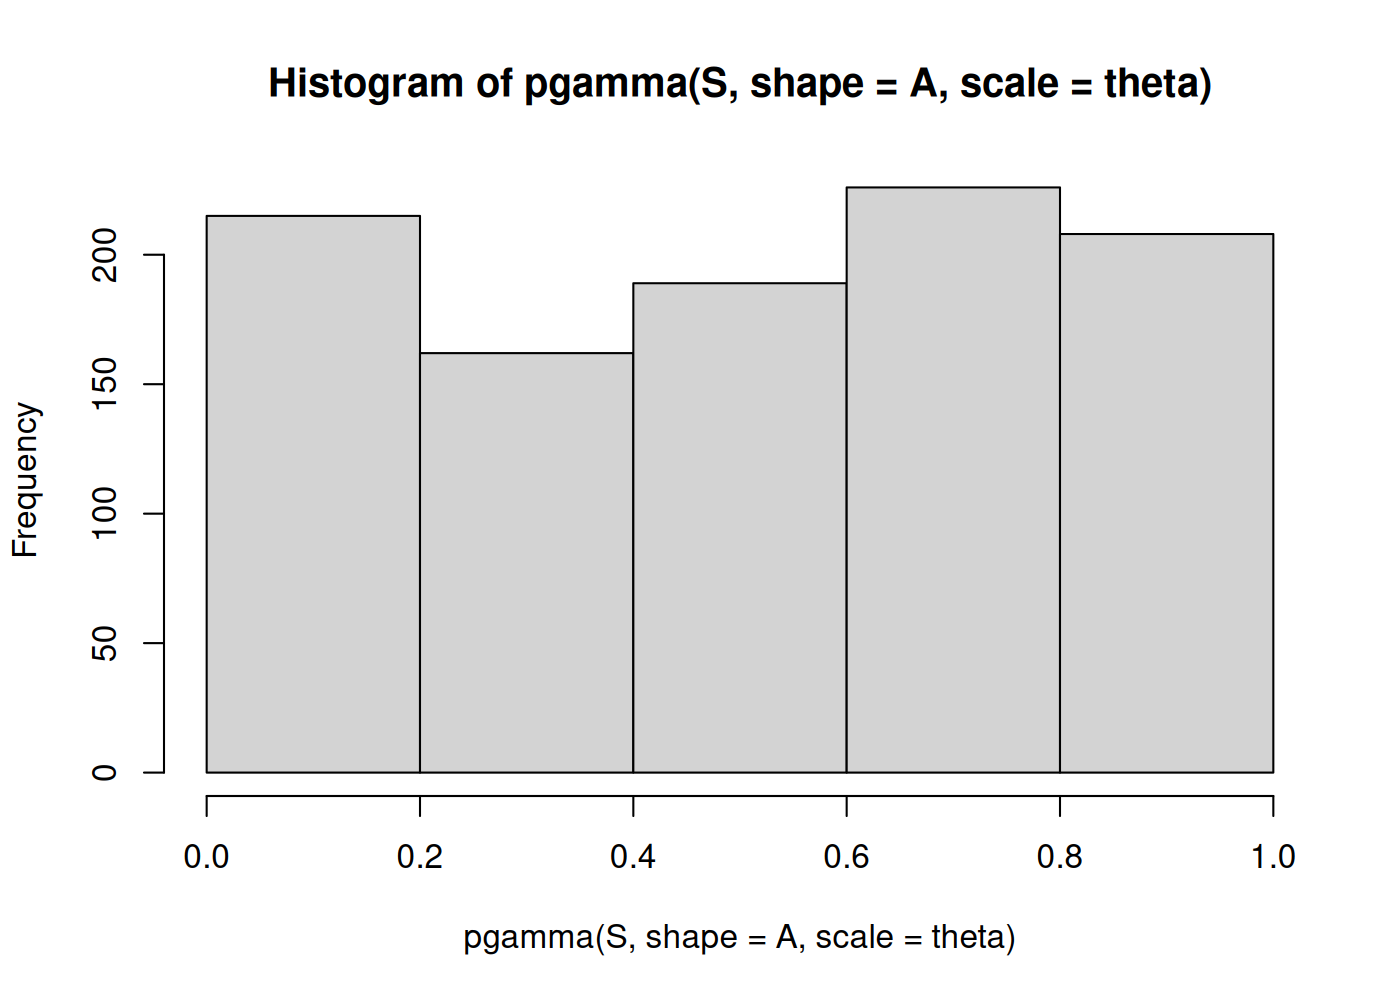 Histogram of pgamma(S, shape = A, scale = theta)
Frequency
200
150
100
50
0
0.0 0.2 0.4 0.6 0.8 1.0
pgamma(S, shape = A, scale = theta)